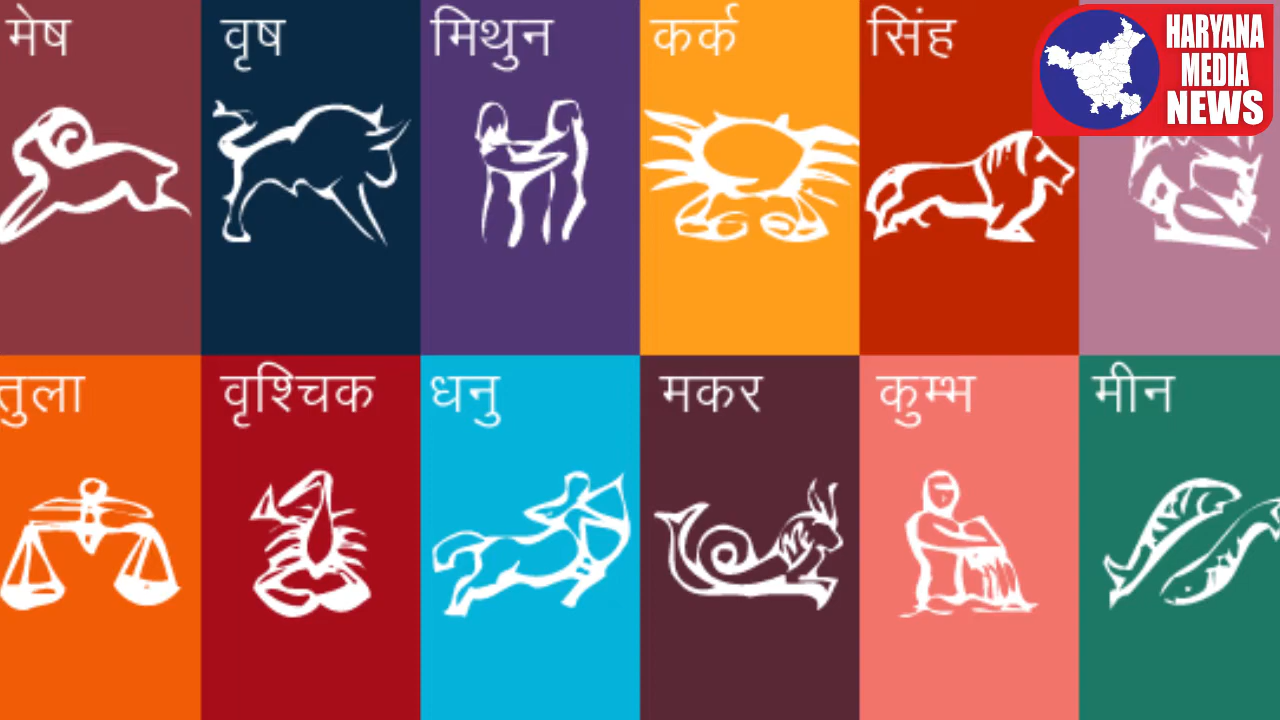 मेष
वृष
मिथुन
कर्क
सिंह
HARYANA
MEDIA
NEWS
तुला
वृश्चिक
धनु
मकर
कुम्भ
मीन